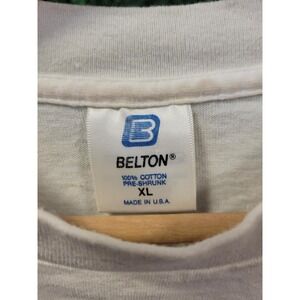 B
BELTON®
100% COTTON
PRE-SHRUNK
XL
MADE IN U.S.A.